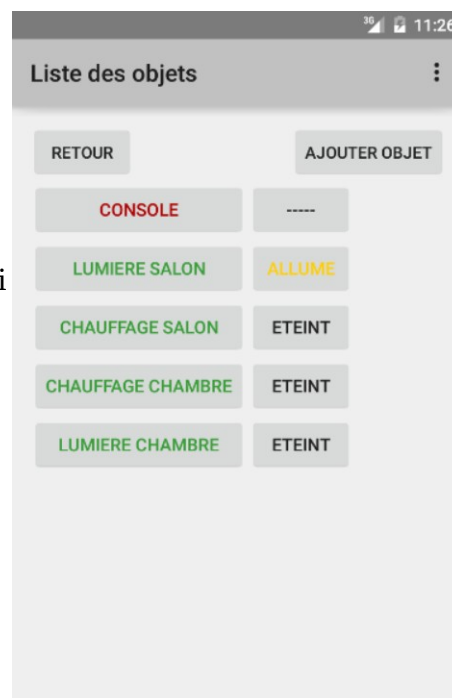 3G 11:26
Liste des objets
RETOUR AJOUTER OBJET
CONSOLE -----
LUMIERE SALON ALLUME
i
CHAUFFAGE SALON ETEINT
CHAUFFAGE CHAMBRE ETEINT
LUMIERE CHAMBRE ETEINT